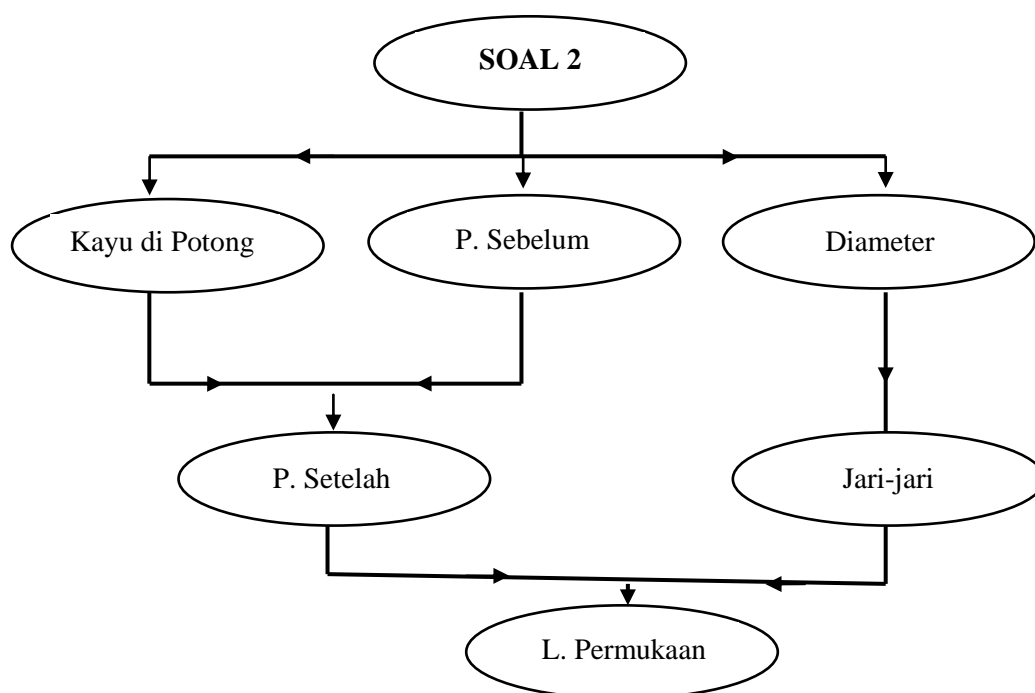 SOAL 2
Kayu di Potong
P. Sebelum
Diameter
P. Setelah
Jari-jari
L. Permukaan